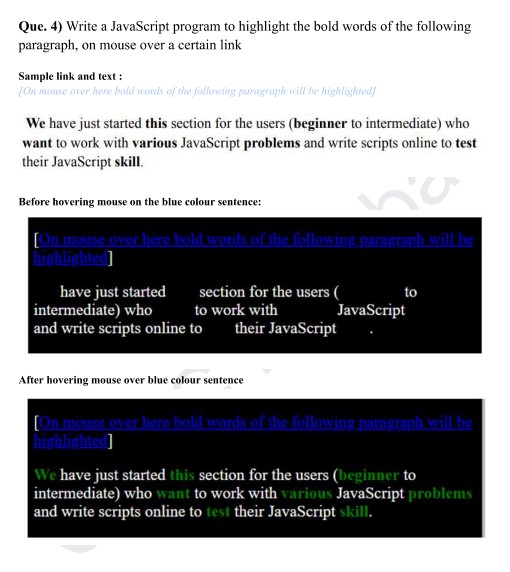 Que. 4) Write a JavaScript program to highlight the bold words of the following
paragraph, on mouse over a certain link
Sample link and text :
[On mouse over here bold words of the following paragraph will be highlighted]
We have just started this section for the users (beginner to intermediate) who
want to work with various JavaScript problems and write scripts online to test
their JavaScript skill.
Before hovering mouse on the blue colour sentence:
[On mouse over here bold words of the following paragraph will be
highlighted]
have just started section for the users ( to
intermediate) who to work with JavaScript
and write scripts online to their JavaScript .
After hovering mouse over blue colour sentence
[On mouse over here bold words of the following paragraph will be
highlighted]
We have just started this section for the users (beginner to
intermediate) who want to work with various JavaScript problems
and write scripts online to test their JavaScript skill.